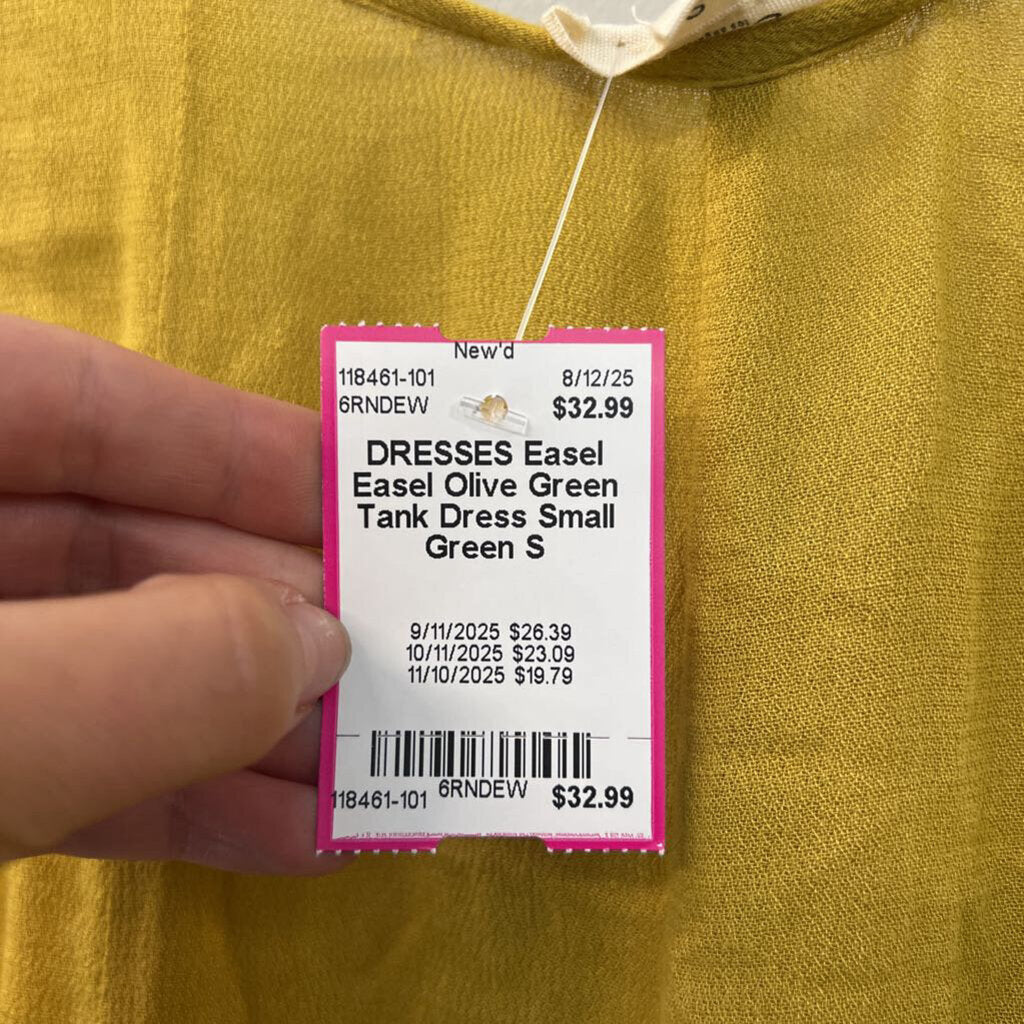 New'd
118461-101 8/12/25
6RNDEW $32.99
DRESSES Easel
Easel Olive Green
Tank Dress Small
Green S
9/11/2025 $26.39
10/11/2025 $23.09
11/10/2025 $19.79
118461-101 6RNDEW $32.99